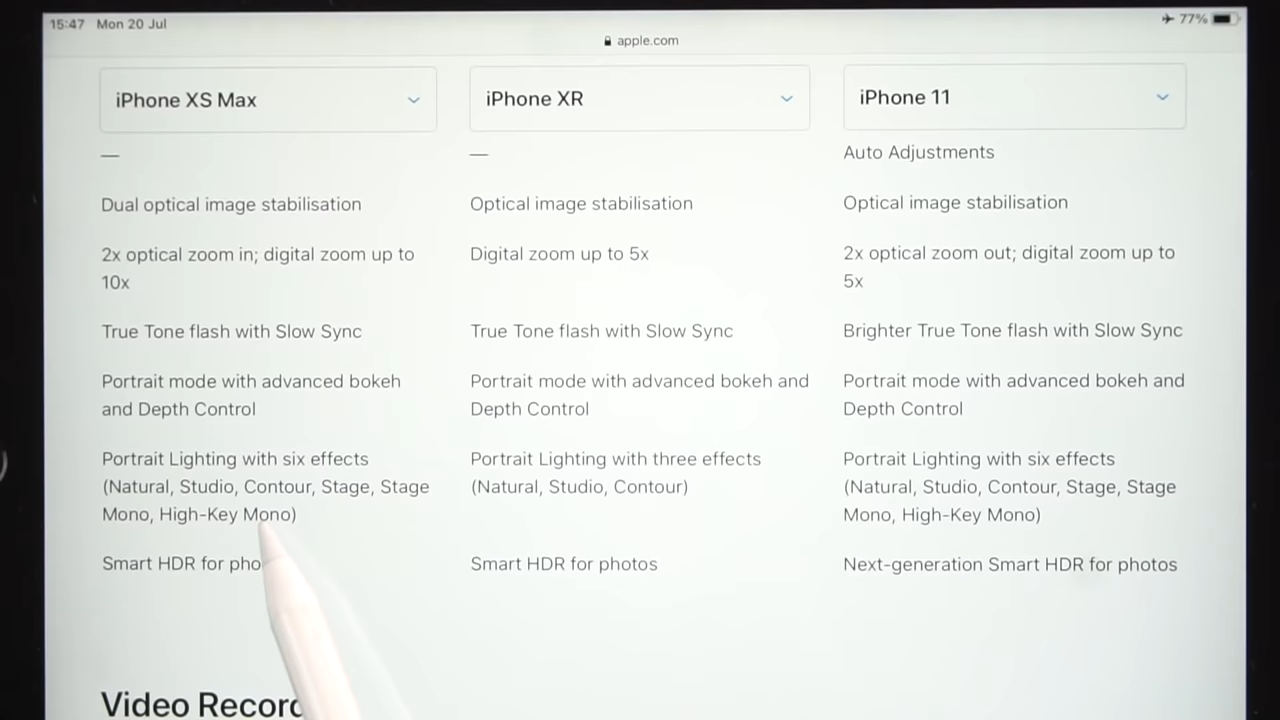 15:47 Mon 20 Jul
77%
apple.com
iPhone XS Max
iPhone XR
iPhone 11
—
—
Auto Adjustments
Dual optical image stabilisation
Optical image stabilisation
Optical image stabilisation
2x optical zoom in; digital zoom up to
10x
Digital zoom up to 5x
2x optical zoom out; digital zoom up to
5x
True Tone flash with Slow Sync
True Tone flash with Slow Sync
Brighter True Tone flash with Slow Sync
Portrait mode with advanced bokeh
and Depth Control
Portrait mode with advanced bokeh and
Depth Control
Portrait mode with advanced bokeh and
Depth Control
Portrait Lighting with six effects
(Natural, Studio, Contour, Stage, Stage
Mono, High-Key Mono)
Portrait Lighting with three effects
(Natural, Studio, Contour)
Portrait Lighting with six effects
(Natural, Studio, Contour, Stage, Stage
Mono, High-Key Mono)
Smart HDR for pho
Smart HDR for photos
Next-generation Smart HDR for photos
Video Record